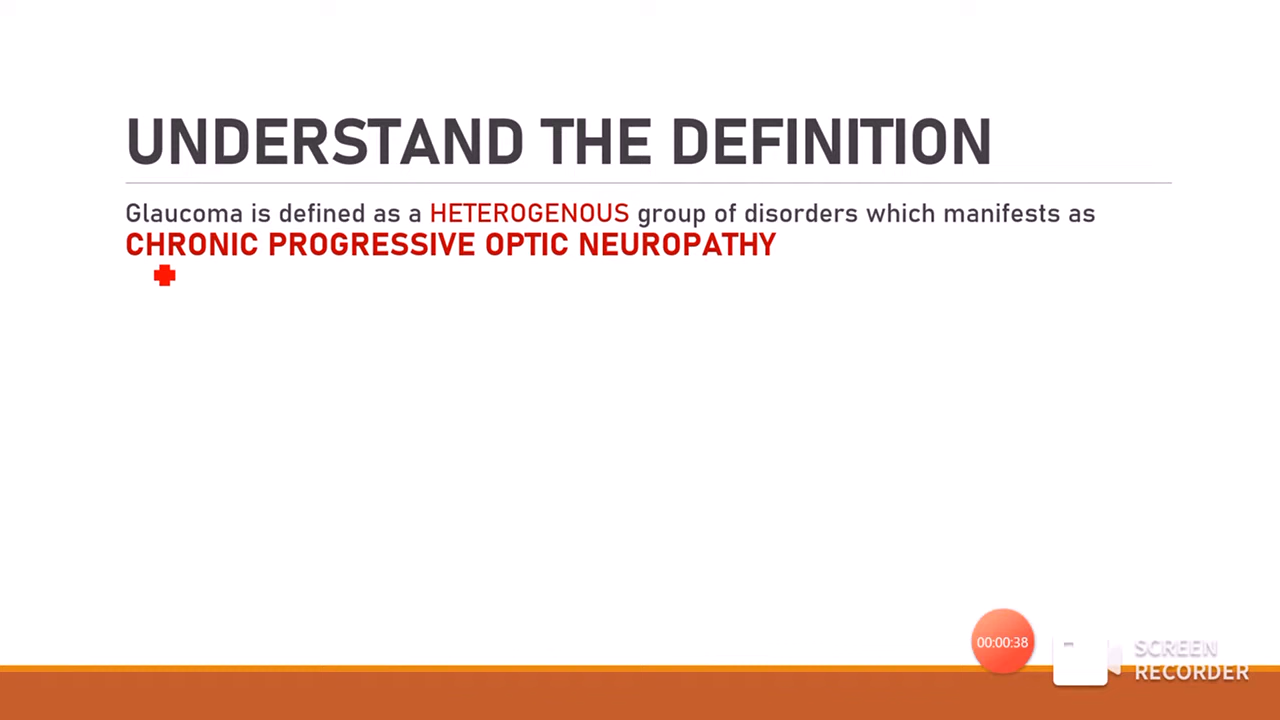 UNDERSTAND THE DEFINITION
Glaucoma is defined as a HETEROGENOUS group of disorders which manifests as
CHRONIC PROGRESSIVE OPTIC NEUROPATHY
00:00:38
SCREEN
RECORDER